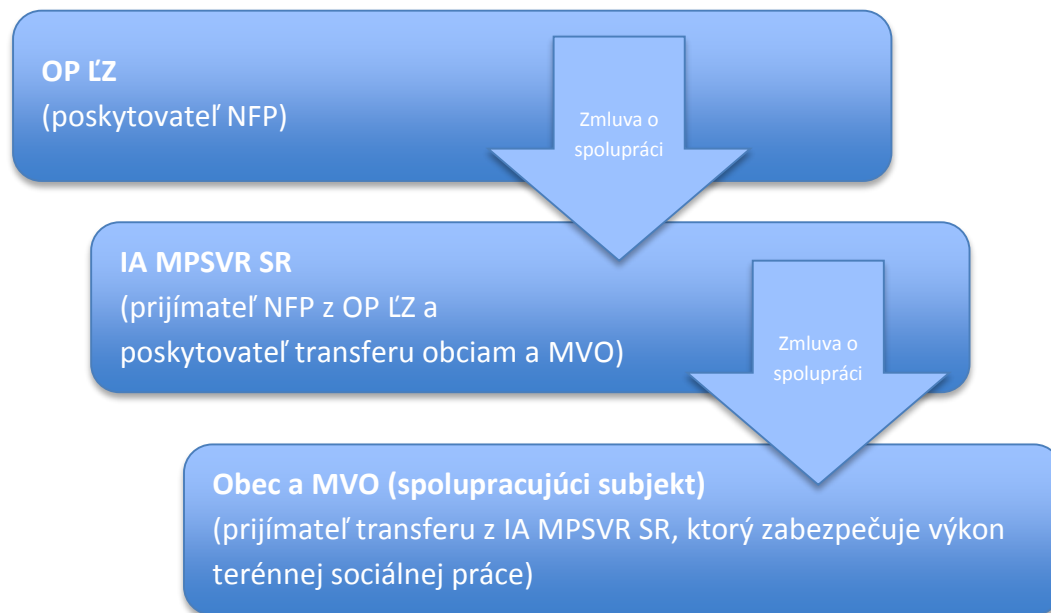 OP ĽZ
(poskytovateľ NFP)
Zmluva o
spolupráci
IA MPSVR SR
(prijímateľ NFP z OP ĽZ a
poskytovateľ transferu obciam a MVO)
Zmluva o
spolupráci
Obec a MVO (spolupracujúci subjekt)
(prijímateľ transferu z IA MPSVR SR, ktorý zabezpečuje výkon
terénnej sociálnej práce)